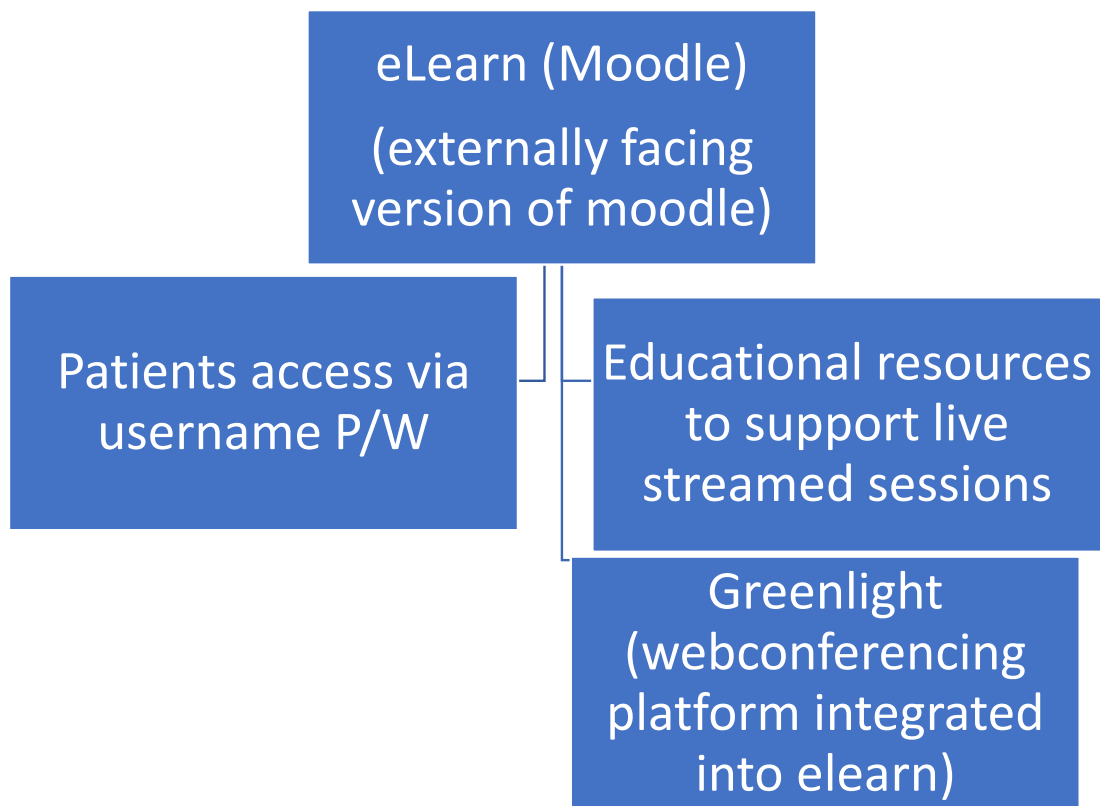 eLearn (Moodle)
(externally facing
version of moodle)
Patients access via
username P/W
Educational resources
to support live
streamed sessions
Greenlight
(webconferencing
platform integrated
into elearn)